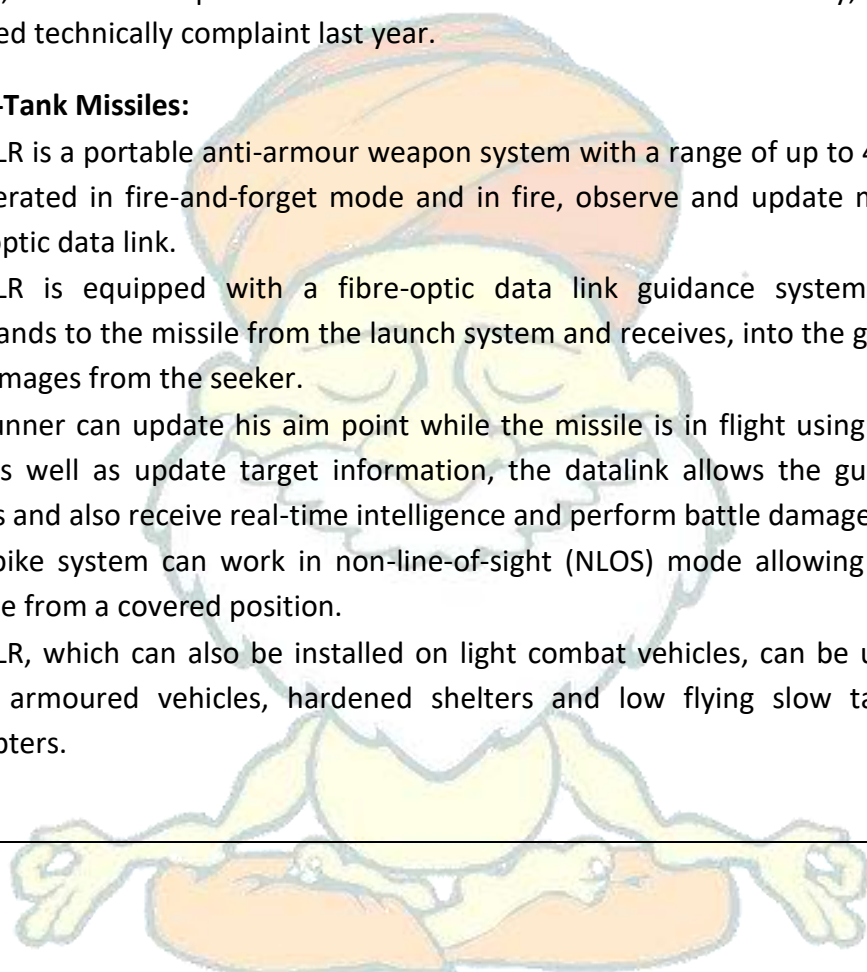 ed technically complaint last year.
-Tank Missiles:
LR is a portable anti-armour weapon system with a range of up to 4
erated in fire-and-forget mode and in fire, observe and update
optic data link.
LR is equipped with a fibre-optic data link guidance system
ands to the missile from the launch system and receives, into the g
mages from the seeker.
unner can update his aim point while the missile is in flight using
s well as update target information, the datalink allows the gu
s and also receive real-time intelligence and perform battle damage
pike system can work in non-line-of-sight (NLOS) mode allowing
e from a covered position.
LR, which can also be installed on light combat vehicles, can be u
armoured vehicles, hardened shelters and low flying slow ta
pters.